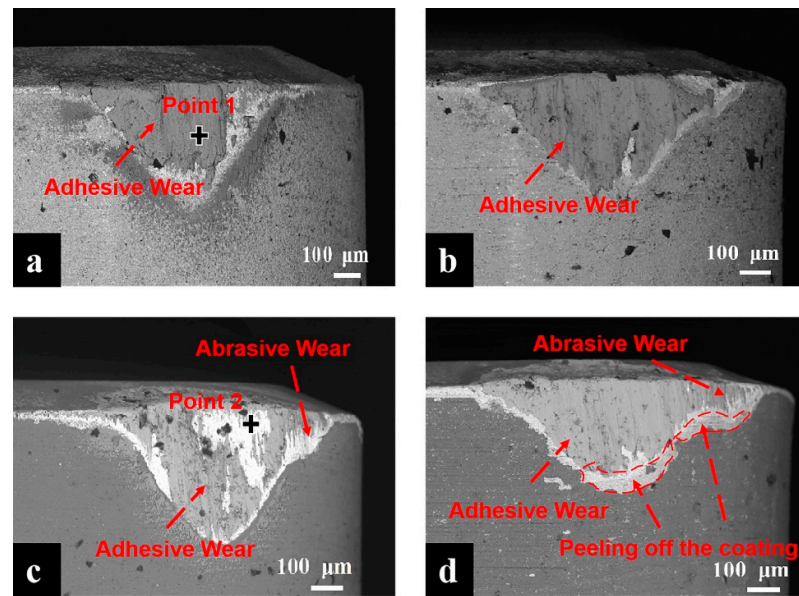 Point 1
Adhesive Wear
a
100 μm
Adhesive Wear
b
100 μm
Abrasive Wear
Point 2
Adhesive Wear
c
100 μm
Abrasive Wear
Adhesive Wear
Peeling off the coating
d
100 μm